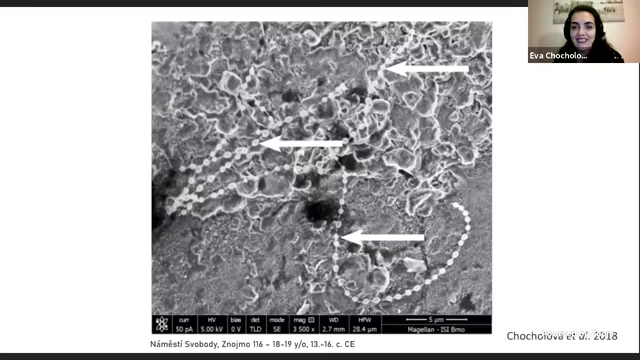 Eva Chocholo...
curr HV bias det mode mag WD HFW
50 pA 5.00 kV 0 V TLD SE 3 500 x 2.7 mm 28.4 µm
5 µm
Magellan - ISI Brno
Náměstí Svobody, Znojmo 116 – 18-19 y/o, 13.-16. c. CE
Chocholova et al. 2018